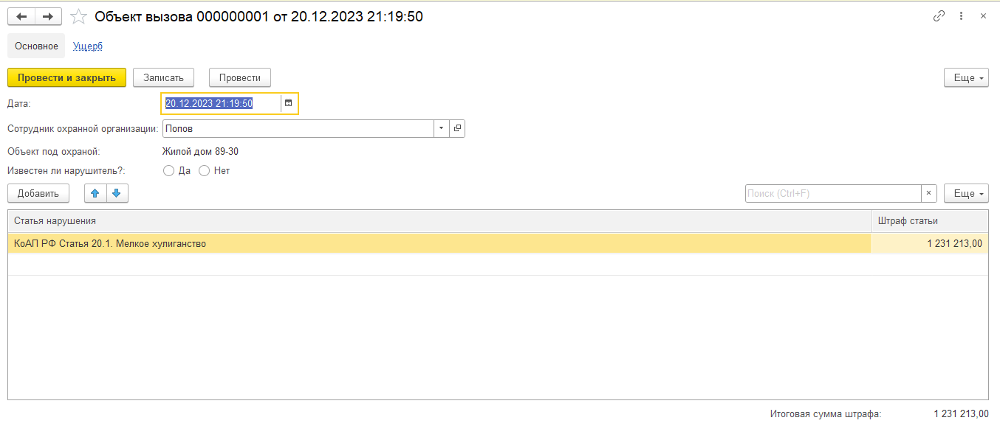 Объект вызова 000000001 от 20.12.2023 21:19:50
Основное Ущерб
Провести и закрыть Записать Провести Еще
Дата: 20.12.2023 21:19:50
Сотрудник охранной организации: Попов
Объект под охраной: Жилой дом 89-30
Известен ли нарушитель?: Да Нет
Добавить Поиск (Ctrl+F) × Еще
Статья нарушения Штраф статьи
КоАП РФ Статья 20.1. Мелкое хулиганство 1 231 213,00
Итоговая сумма штрафа: 1 231 213,00